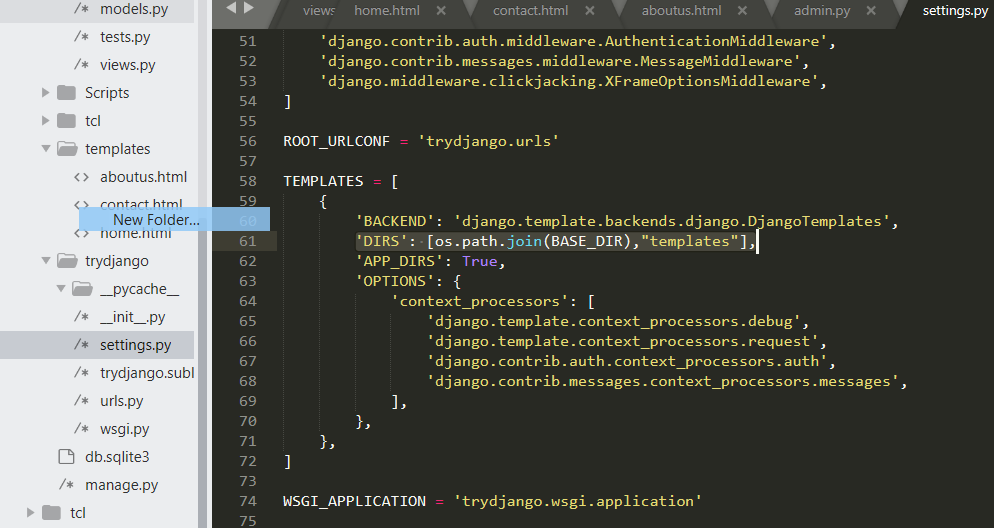 models.py
tests.py
views.py
Scripts
tcl
templates
aboutus.html
contact.html
New Folder...
home.html
trydjango
__pycache__
__init__.py
settings.py
trydjango.subl
urls.py
wsgi.py
db.sqlite3
manage.py
tcl
views home.html contact.html aboutus.html admin.py settings.py
51 'django.contrib.auth.middleware.AuthenticationMiddleware',
52 'django.contrib.messages.middleware.MessageMiddleware',
53 'django.middleware.clickjacking.XFrameOptionsMiddleware',
54 ]
55
56 ROOT_URLCONF = 'trydjango.urls'
57
58 TEMPLATES = [
59 {
60 'BACKEND': 'django.template.backends.django.DjangoTemplates',
61 'DIRS': [os.path.join(BASE_DIR),"templates"],
62 'APP_DIRS': True,
63 'OPTIONS': {
64 'context_processors': [
65 'django.template.context_processors.debug',
66 'django.template.context_processors.request',
67 'django.contrib.auth.context_processors.auth',
68 'django.contrib.messages.context_processors.messages',
69 ],
70 },
71 },
72 ]
73
74 WSGI_APPLICATION = 'trydjango.wsgi.application'
75